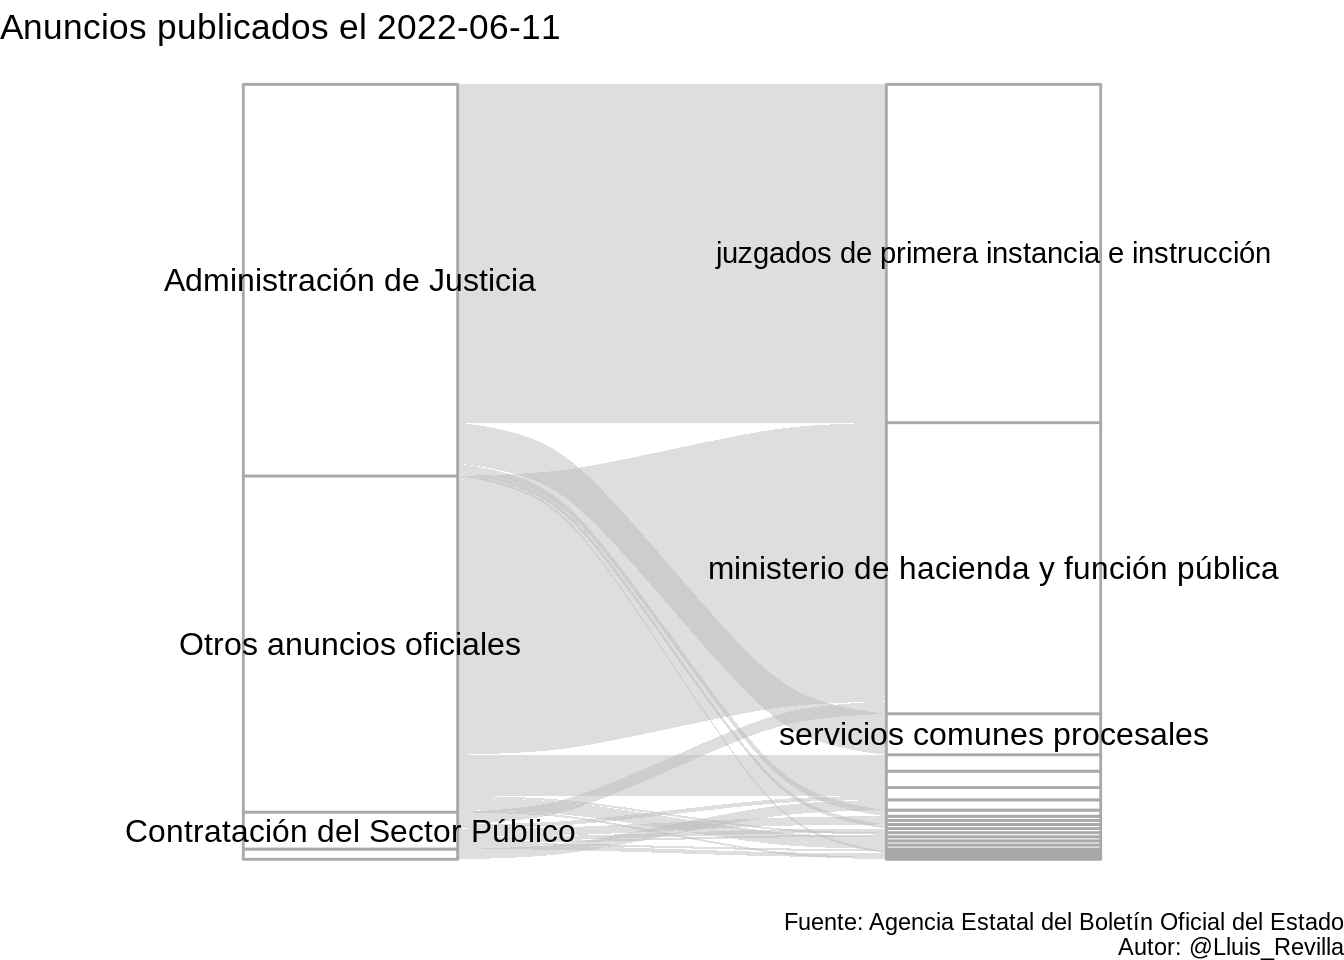 Anuncios publicados el 2022-06-11
juzgados de primera instancia e instrucción
Administración de Justicia
ministerio de hacienda y función pública
Otros anuncios oficiales
servicios comunes procesales
Contratación del Sector Público
Fuente: Agencia Estatal del Boletín Oficial del Estado
Autor: @Lluis_Revilla